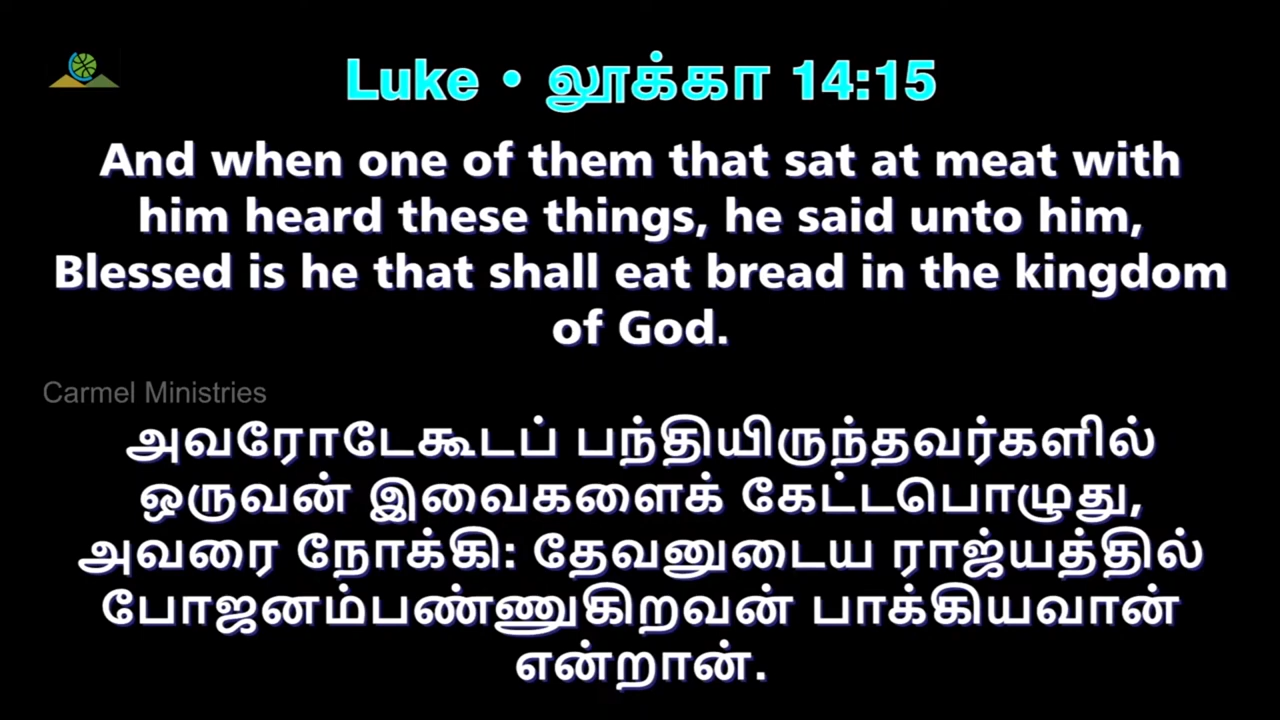 Luke • லூக்கா 14:15
And when one of them that sat at meat with
him heard these things, he said unto him,
Blessed is he that shall eat bread in the kingdom
of God.
Carmel Ministries
அவரோடேகூடப் பந்தியிருந்தவர்களில்
ஒருவன் இவைகளைக் கேட்டபொழுது,
அவரை நோக்கி: தேவனுடைய ராஜ்யத்தில்
போஜனம்பண்ணுகிறவன் பாக்கியவான்
என்றான்.